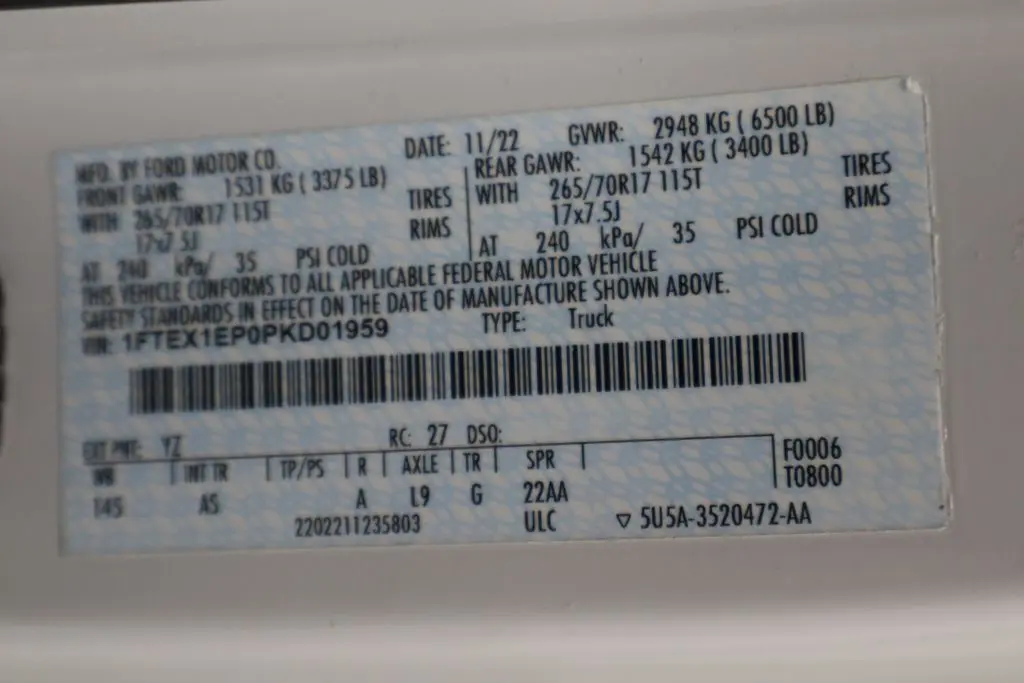 MFD. BY FORD MOTOR CO. DATE: 11/22 GVWR: 2948 KG ( 6500 LB)
FRONT GAWR: 1531 KG ( 3375 LB) REAR GAWR: 1542 KG ( 3400 LB)
WITH 265/70R17 115T TIRES WITH 265/70R17 115T TIRES
17x7.5J RIMS 17x7.5J RIMS
AT 240 kPa/ 35 PSI COLD AT 240 kPa/ 35 PSI COLD
THIS VEHICLE CONFORMS TO ALL APPLICABLE FEDERAL MOTOR VEHICLE
SAFETY STANDARDS IN EFFECT ON THE DATE OF MANUFACTURE SHOWN ABOVE.
VIN: 1FTEX1EP0PKD01959 TYPE: Truck
EXT PNT: YZ RC: 27 DSO:
WB INT TR TP/PS R AXLE TR SPR F0006
145 AS A L9 G 22AA T0800
2202211235803 ULC ▽ 5U5A-3520472-AA